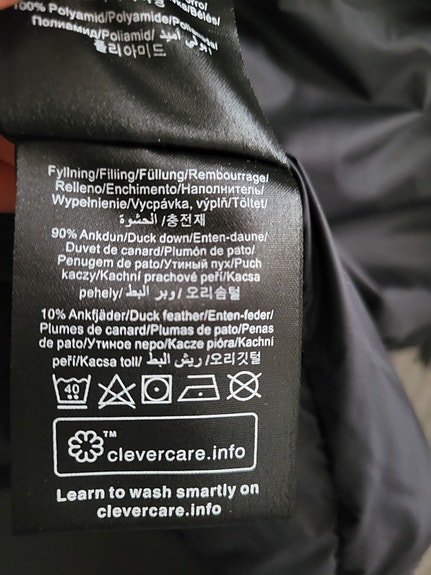 100% Polyamid/Polyamide/
Полиамид/Poliamid/ بولي أميد
폴리아미드
Fyllning/Filling/Füllung/Rembourrage/
Relleno/Enchimento/Наполнитель/
Wypełnienie/Vycpávka, výplň/Töltet/
الحشوة /충전재
90% Ankdun/Duck down/Enten-daune/
Duvet de canard/Plumón de pato/
Penugem de pato/Утиный пух/Puch
kaczy/Kachní prachové peří/Kacsa
pehely/ وبر البط /오리솜털
10% Ankfjäder/Duck feather/Enten-feder/
Plumes de canard/Plumas de pato/Penas
de pato/Утиное перо/Kacze pióra/Kachní
peří/Kacsa toll/ ريش البط /오리깃털
40
TM
clevercare.info
Learn to wash smartly on
clevercare.info